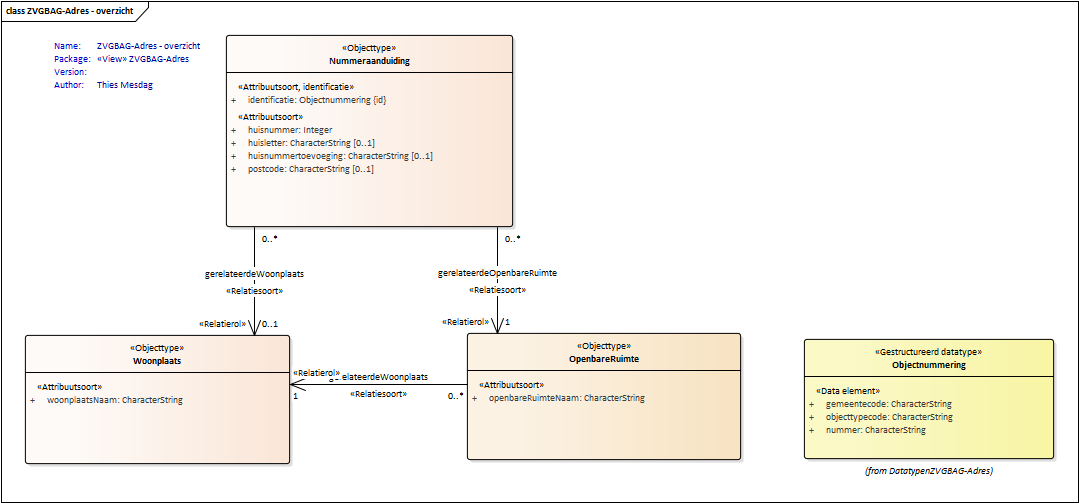 class ZVGBAG-Adres - overzicht
Name: ZVGBAG-Adres - overzicht
Package: «View» ZVGBAG-Adres
Version:
Author: Thies Mesdag
«Objecttype»
Nummeraanduiding
«Attribuutsoort, identificatie»
+ identificatie: Objectnummering {id}
«Attribuutsoort»
+ huisnummer: Integer
+ huisletter: CharacterString [0..1]
+ huisnummertoevoeging: CharacterString [0..1]
+ postcode: CharacterString [0..1]
0..*
gerelateerdeWoonplaats
«Relatiesoort»
«Relatierol»
0..1
0..*
gerelateerdeOpenbareRuimte
«Relatiesoort»
«Relatierol»
1
«Objecttype»
Woonplaats
«Attribuutsoort»
+ woonplaatsNaam: CharacterString
«Relatierol»
elateerdeWoonplaats
«Relatiesoort»
1
0..*
«Objecttype»
OpenbareRuimte
«Attribuutsoort»
+ openbareRuimteNaam: CharacterString
«Gestructureerd datatype»
Objectnummering
«Data element»
+ gemeentecode: CharacterString
+ objecttypecode: CharacterString
+ nummer: CharacterString
(from DatatypenZVGBAG-Adres)